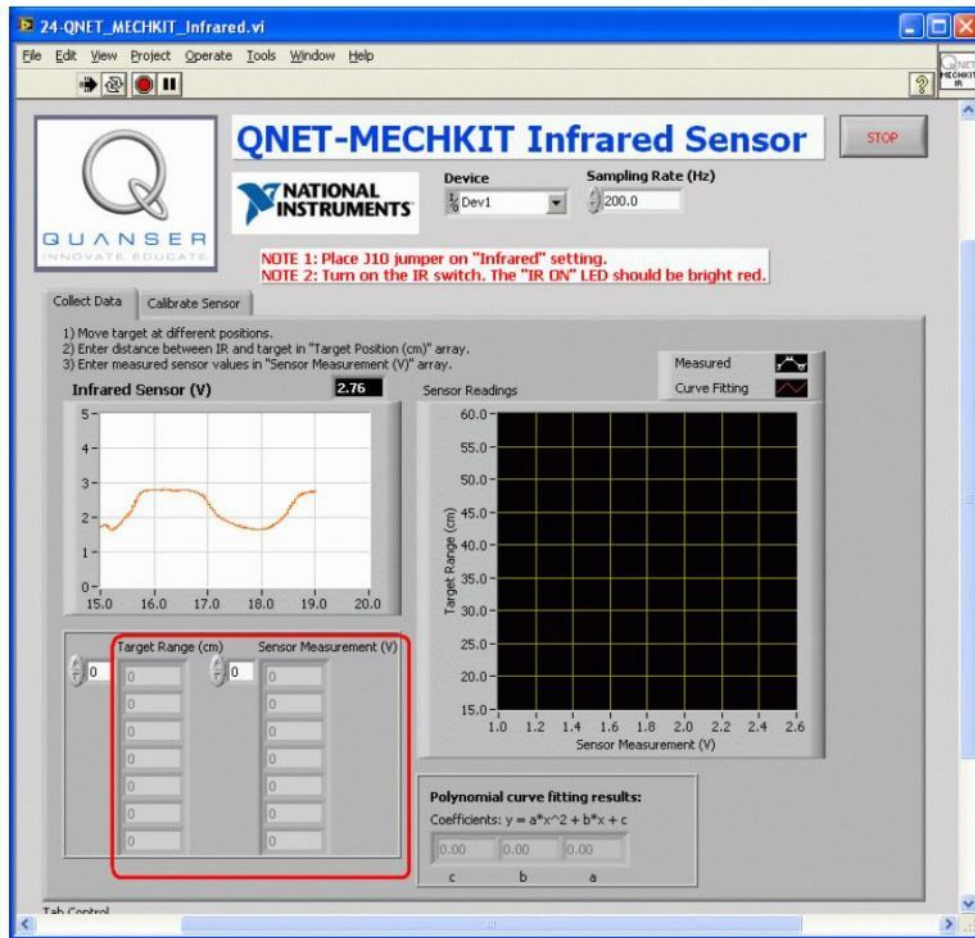 24-QNET_MECHKIT_Infrared.vi
File Edit View Project Operate Tools Window Help
QNET
MECHKIT
IR
QUANSER
INNOVATE. EDUCATE.
QNET-MECHKIT Infrared Sensor
STOP
NATIONAL
INSTRUMENTS
Device
Dev1
Sampling Rate (Hz)
200.0
NOTE 1: Place J10 jumper on "Infrared" setting.
NOTE 2: Turn on the IR switch. The "IR ON" LED should be bright red.
Collect Data Calibrate Sensor
1) Move target at different positions.
2) Enter distance between IR and target in "Target Position (cm)" array.
3) Enter measured sensor values in "Sensor Measurement (V)" array.
Infrared Sensor (V) 2.76
5
4
3
2
1
0
15.0 16.0 17.0 18.0 19.0 20.0
Sensor Readings
Measured
Curve Fitting
Target Range (cm)
60.0
55.0
50.0
45.0
40.0
35.0
30.0
25.0
20.0
15.0
1.0 1.2 1.4 1.6 1.8 2.0 2.2 2.4 2.6
Sensor Measurement (V)
Target Range (cm) Sensor Measurement (V)
0 0 0 0
0 0
0 0
0 0
0 0
0 0
0 0
Polynomial curve fitting results:
Coefficients: y = a*x^2 + b*x + c
0.00 0.00 0.00
c b a
Tab Control